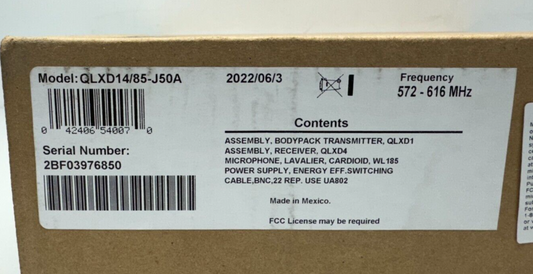 Model: QLXD14/85-J50A
2022/06/3
Frequency
572 - 616 MHz
0 42406 54007 0
Serial Number:
2BF03976850
Contents
ASSEMBLY, BODYPACK TRANSMITTER, QLXD1
ASSEMBLY, RECEIVER, QLXD4
MICROPHONE, LAVALIER, CARDIOID, WL185
POWER SUPPLY, ENERGY EFF.SWITCHING
CABLE,BNC,22 REP. USE UA802
Made in Mexico.
FCC License may be required